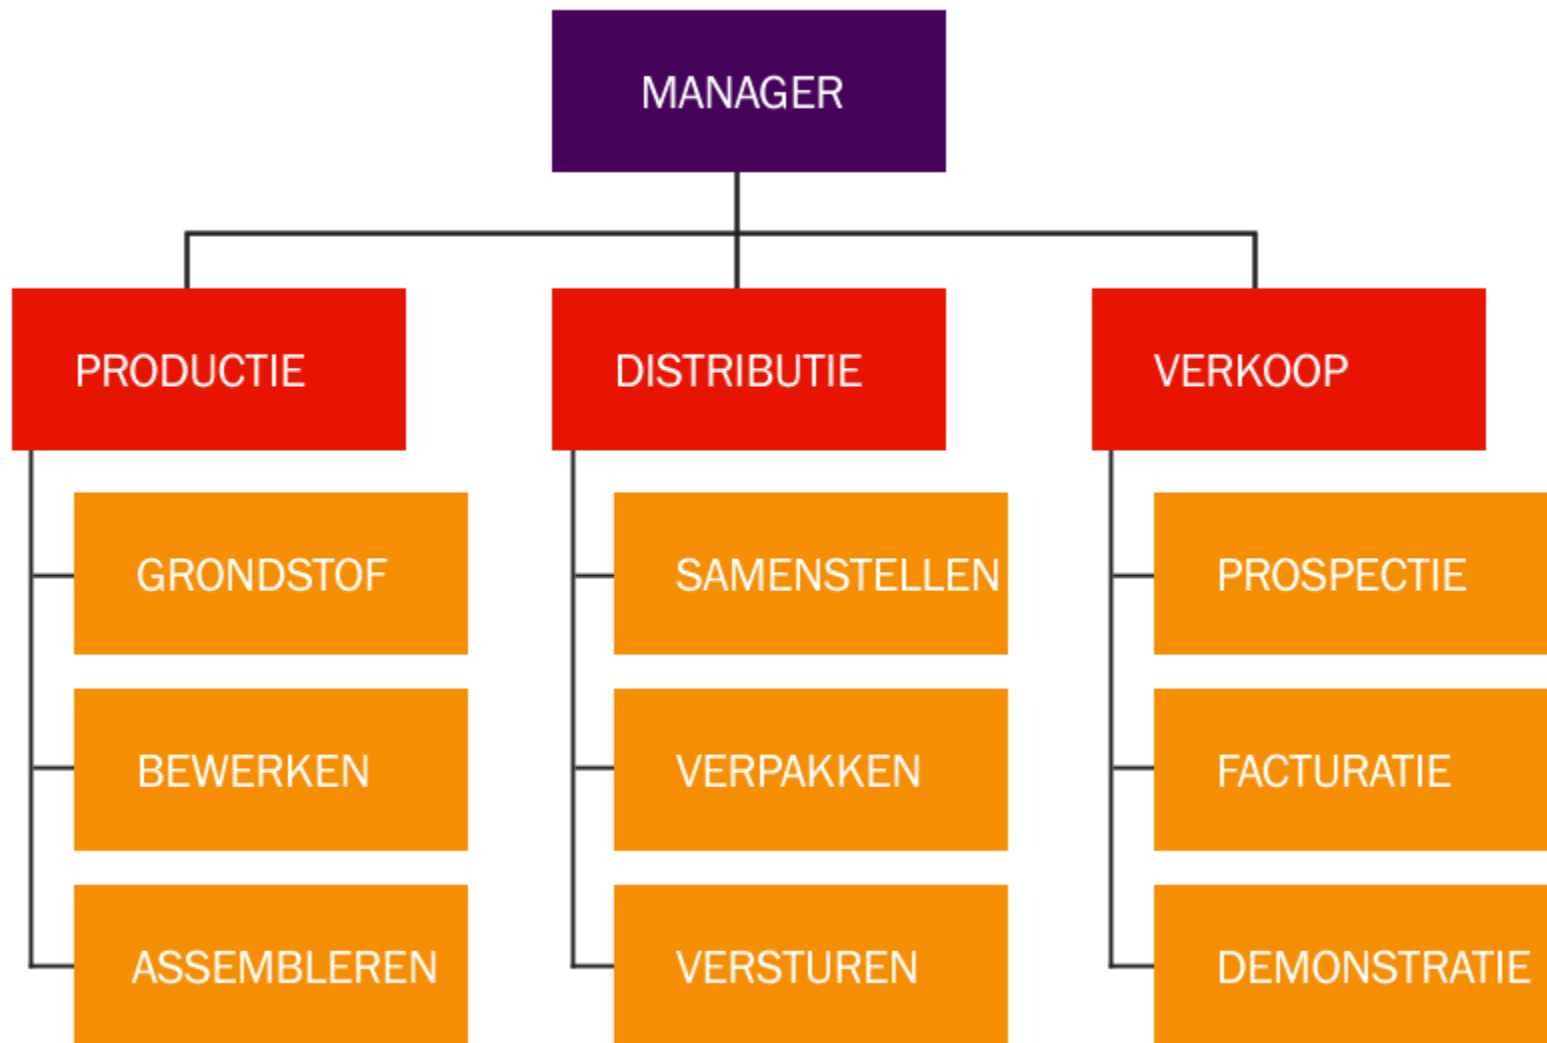 MANAGER
PRODUCTIE
DISTRIBUTIE
VERKOOP
GRONDSTOF
SAMENSTELLEN
PROSPECTIE
BEWERKEN
VERPAKKEN
FACTURATIE
ASSEMBLEREN
VERSTUREN
DEMONSTRATIE